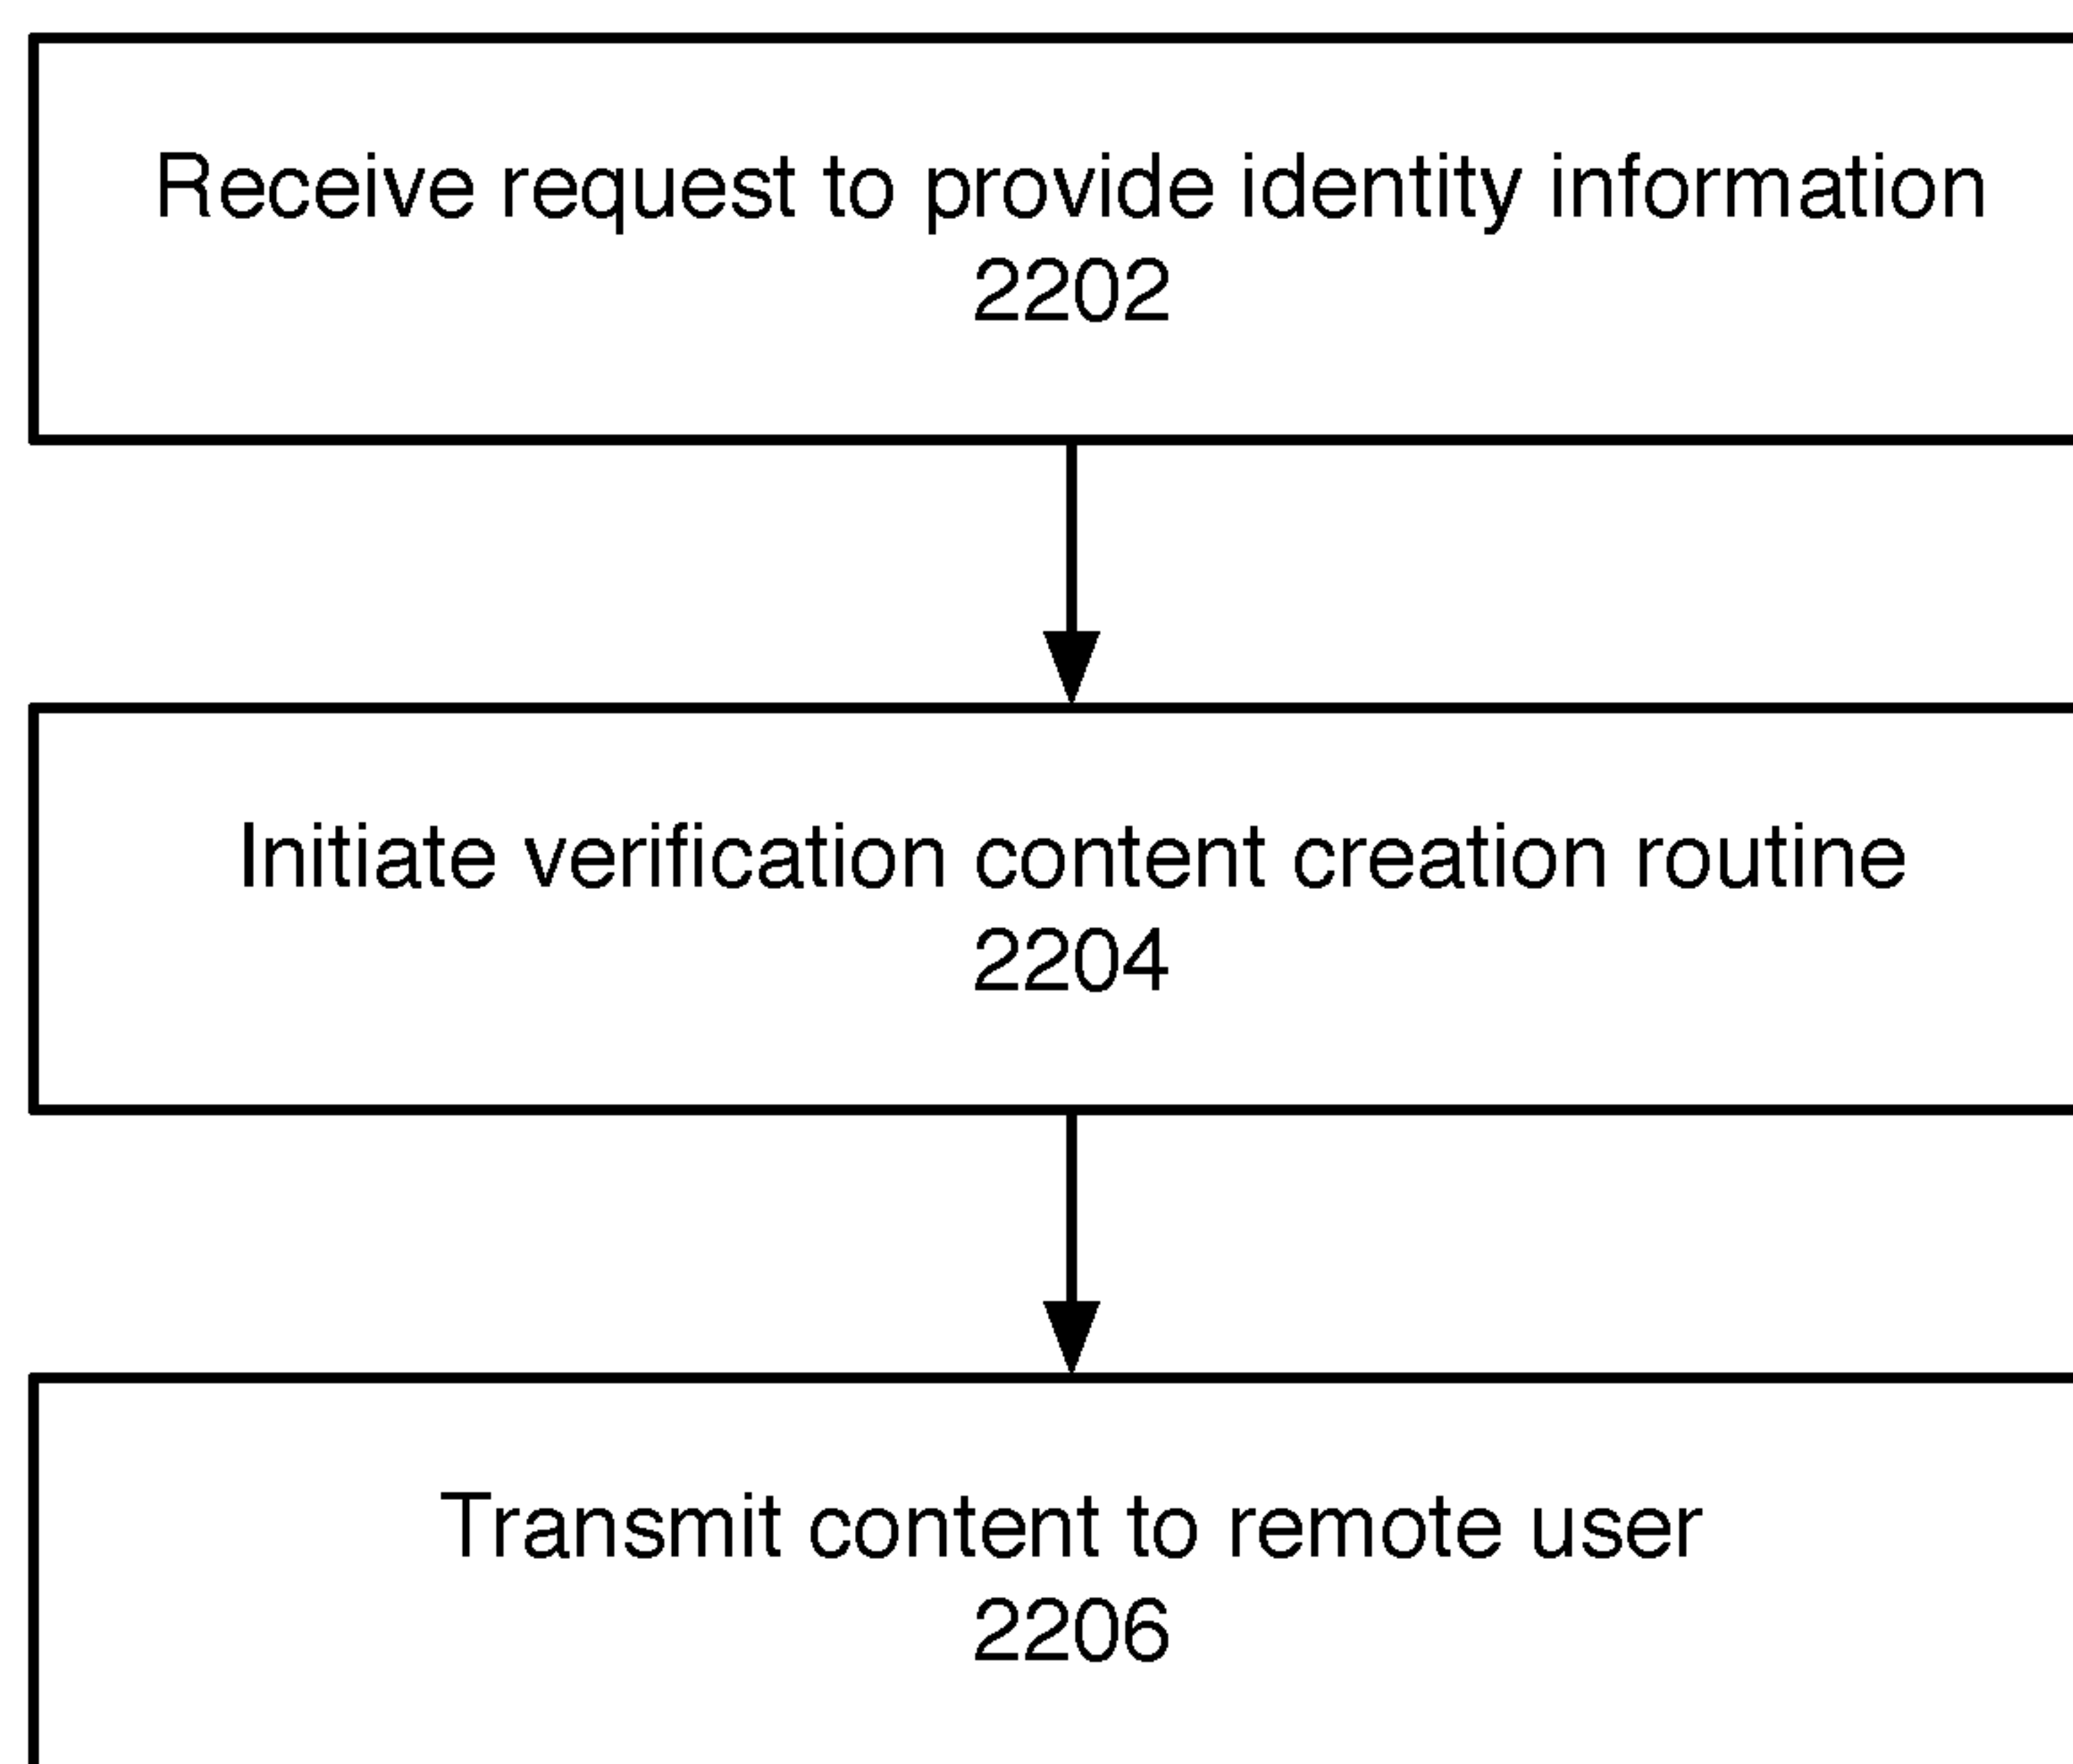 Receive request to provide identity information
2202
Initiate verification content creation routine
2204
Transmit content to remote user
2206